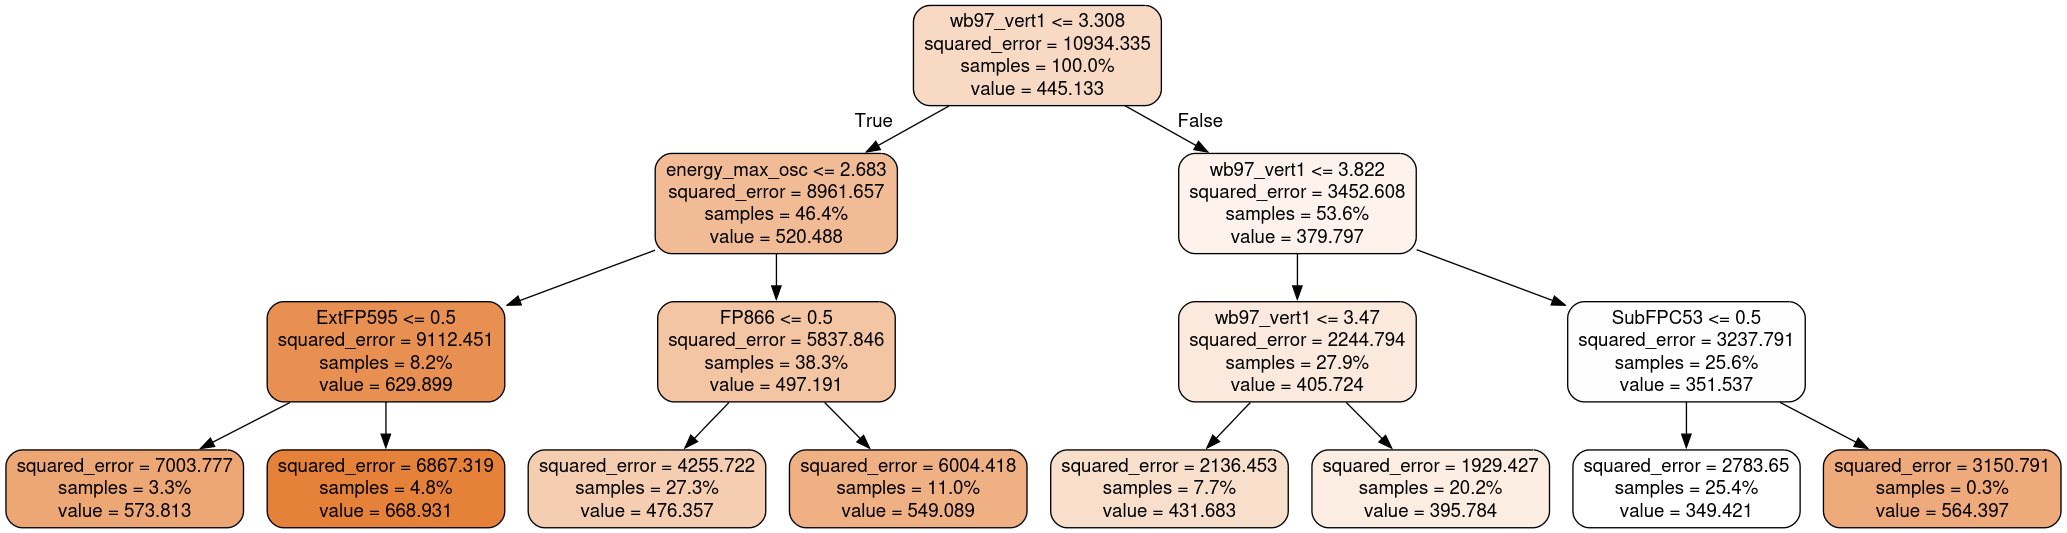 wb97_vert1 <= 3.308
squared_error = 10934.335
samples = 100.0%
value = 445.133
True
False
energy_max_osc <= 2.683
squared_error = 8961.657
samples = 46.4%
value = 520.488
wb97_vert1 <= 3.822
squared_error = 3452.608
samples = 53.6%
value = 379.797
ExtFP595 <= 0.5
squared_error = 9112.451
samples = 8.2%
value = 629.899
FP866 <= 0.5
squared_error = 5837.846
samples = 38.3%
value = 497.191
wb97_vert1 <= 3.47
squared_error = 2244.794
samples = 27.9%
value = 405.724
SubFPC53 <= 0.5
squared_error = 3237.791
samples = 25.6%
value = 351.537
squared_error = 7003.777
samples = 3.3%
value = 573.813
squared_error = 6867.319
samples = 4.8%
value = 668.931
squared_error = 4255.722
samples = 27.3%
value = 476.357
squared_error = 6004.418
samples = 11.0%
value = 549.089
squared_error = 2136.453
samples = 7.7%
value = 431.683
squared_error = 1929.427
samples = 20.2%
value = 395.784
squared_error = 2783.65
samples = 25.4%
value = 349.421
squared_error = 3150.791
samples = 0.3%
value = 564.397